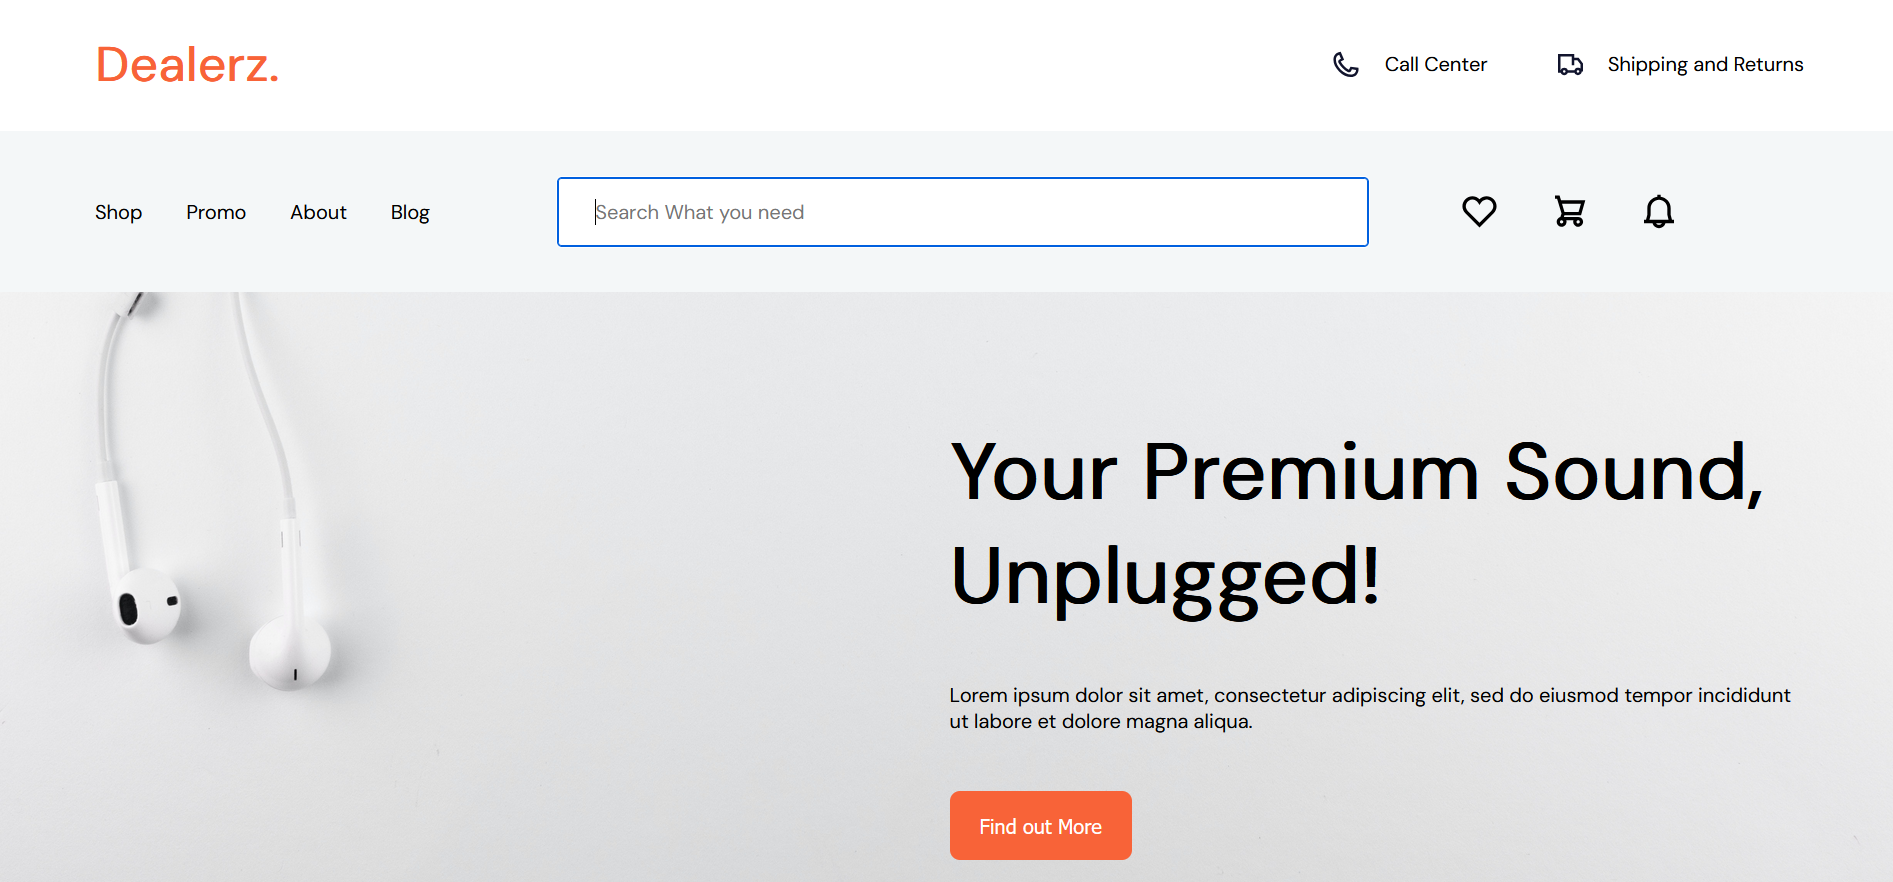 Dealerz.
Call Center
Shipping and Returns
Shop
Promo
About
Blog
Search What you need
Your Premium Sound,
Unplugged!
Lorem ipsum dolor sit amet, consectetur adipiscing elit, sed do eiusmod tempor incididunt
ut labore et dolore magna aliqua.
Find out More